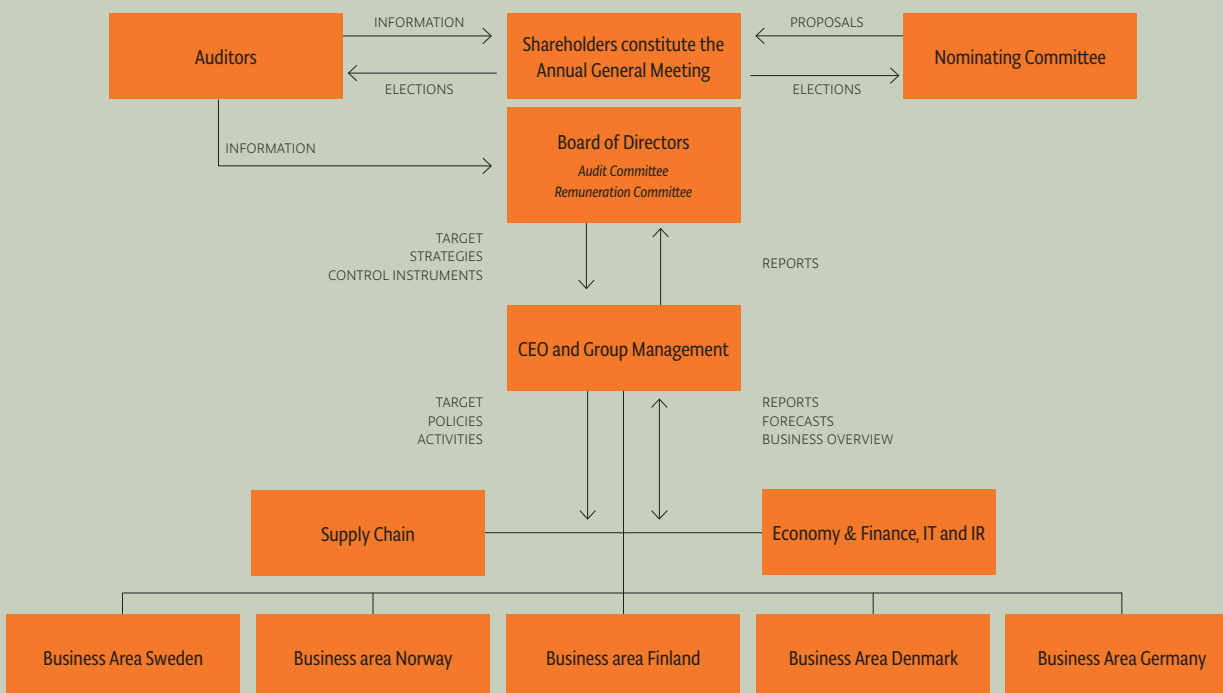 INFORMATION
PROPOSALS
Auditors
Shareholders constitute the
Annual General Meeting
Nominating Committee
ELECTIONS
ELECTIONS
INFORMATION
Board of Directors
Audit Committee
Remuneration Committee
TARGET
STRATEGIES
CONTROL INSTRUMENTS
REPORTS
CEO and Group Management
TARGET
POLICIES
ACTIVITIES
REPORTS
FORECASTS
BUSINESS OVERVIEW
Supply Chain
Economy & Finance, IT and IR
Business Area Sweden
Business area Norway
Business area Finland
Business Area Denmark
Business Area Germany